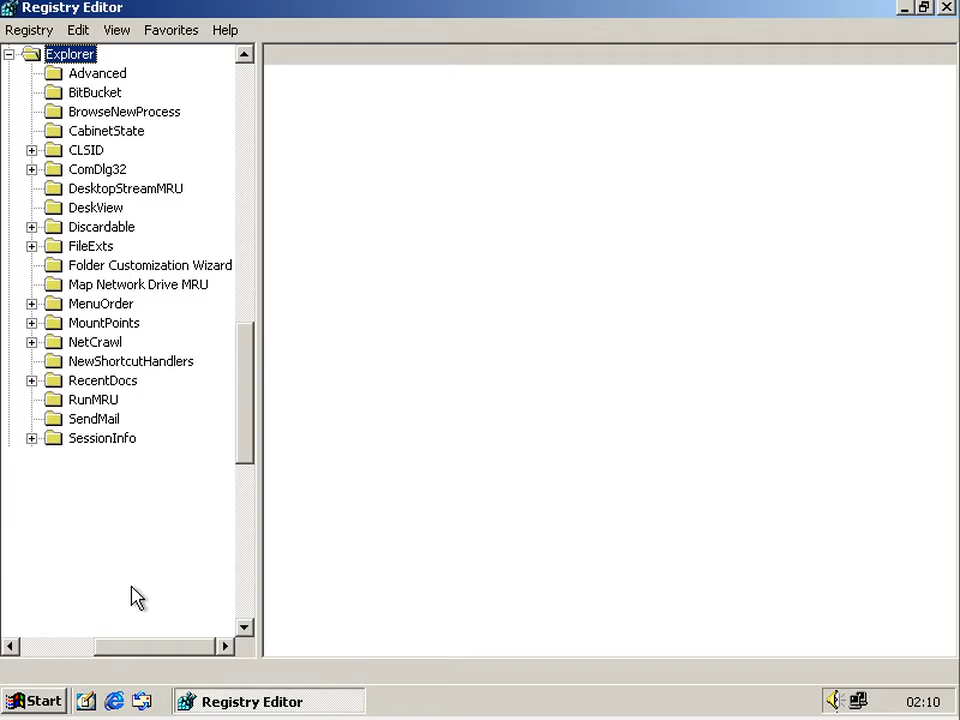 Registry Editor
Registry Edit View Favorites Help
Explorer
Advanced
BitBucket
BrowseNewProcess
CabinetState
CLSID
ComDlg32
DesktopStreamMRU
DeskView
Discardable
FileExts
Folder Customization Wizard
Map Network Drive MRU
MenuOrder
MountPoints
NetCrawl
NewShortcutHandlers
RecentDocs
RunMRU
SendMail
SessionInfo
Start Registry Editor 02:10